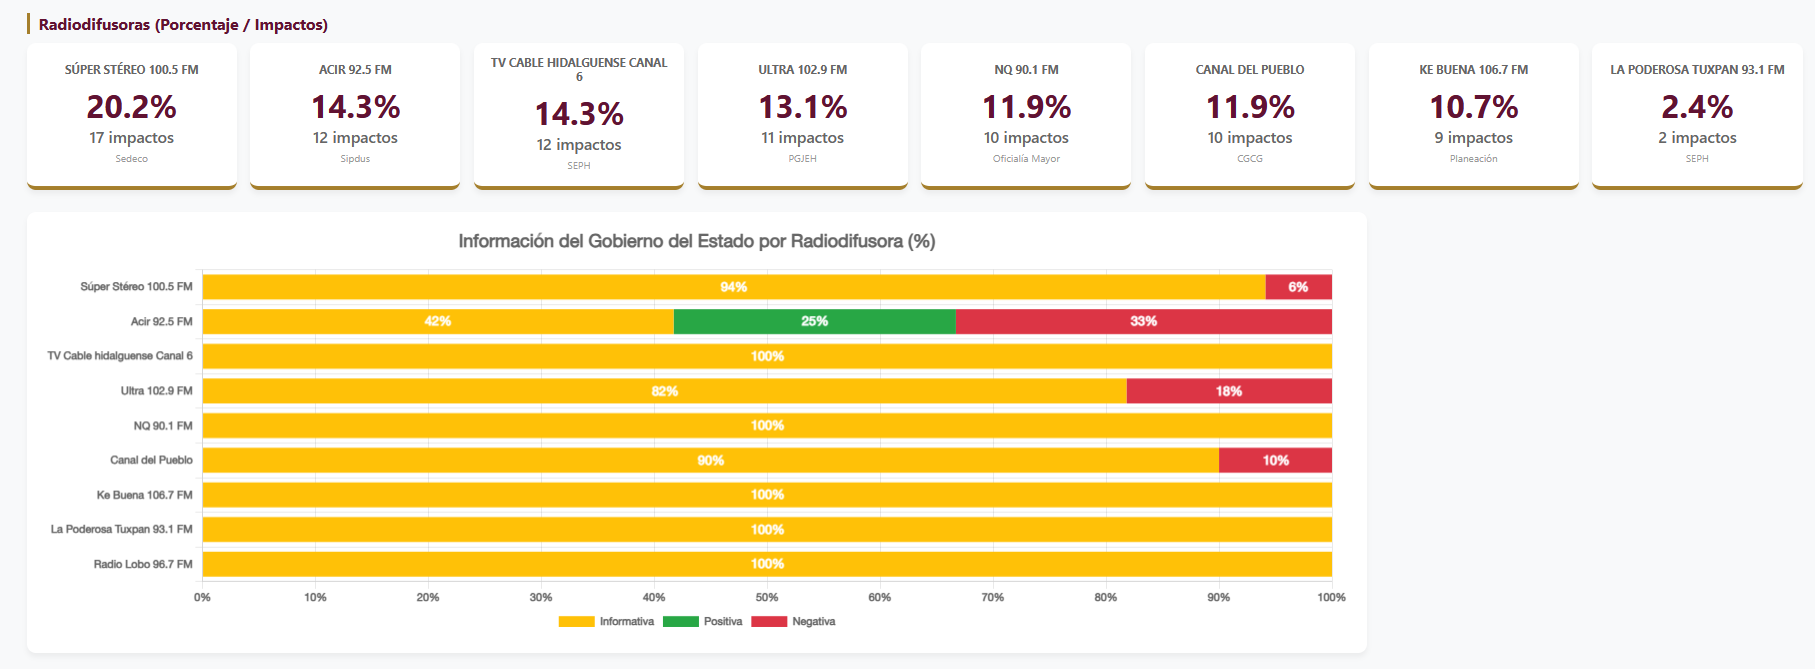 Radiodifusoras (Porcentaje / Impactos)
SÚPER STÉREO 100.5 FM
20.2%
17 impactos
Sedeco
ACIR 92.5 FM
14.3%
12 impactos
Sipdus
TV CABLE HIDALGUENSE CANAL
6
14.3%
12 impactos
SEPH
ULTRA 102.9 FM
13.1%
11 impactos
PGJEH
NQ 90.1 FM
11.9%
10 impactos
Oficialía Mayor
CANAL DEL PUEBLO
11.9%
10 impactos
CGCG
KE BUENA 106.7 FM
10.7%
9 impactos
Planeación
LA PODEROSA TUXPAN 93.1 FM
2.4%
2 impactos
SEPH
Información del Gobierno del Estado por Radiodifusora (%)
Súper Stéreo 100.5 FM 94% 6%
Acir 92.5 FM 42% 25% 33%
TV Cable hidalguense Canal 6 100%
Ultra 102.9 FM 82% 18%
NQ 90.1 FM 100%
Canal del Pueblo 90% 10%
Ke Buena 106.7 FM 100%
La Poderosa Tuxpan 93.1 FM 100%
Radio Lobo 96.7 FM 100%
0% 10% 20% 30% 40% 50% 60% 70% 80% 90% 100%
Informativa Positiva Negativa